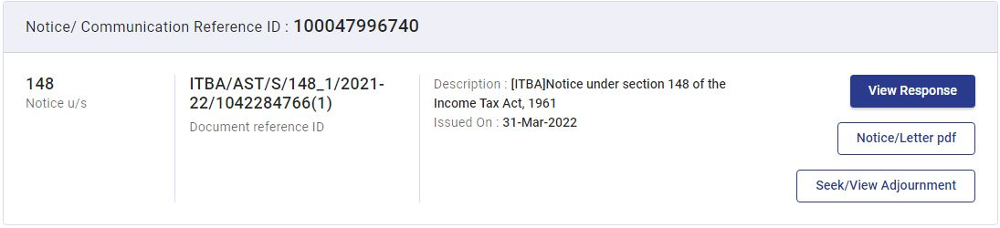 Notice/ Communication Reference ID : 100047996740
148
Notice u/s
ITBA/AST/S/148_1/2021-
22/1042284766(1)
Document reference ID
Description : [ITBA]Notice under section 148 of the
Income Tax Act, 1961
Issued On : 31-Mar-2022
View Response
Notice/Letter pdf
Seek/View Adjournment